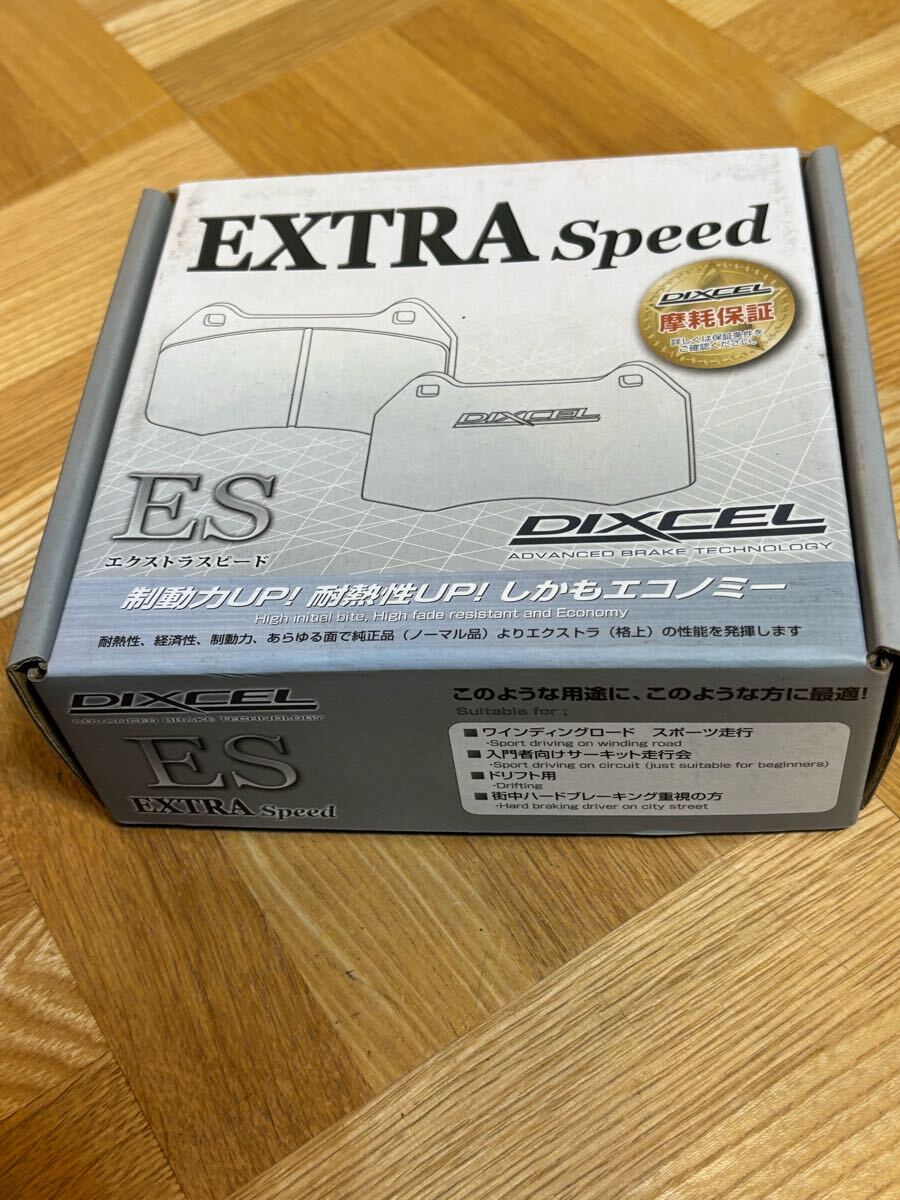 EXTRA Speed
DIXCEL
摩耗保証
詳しくは保証条件を
ご確認ください。
DIXCEL
ES
エクストラスピード
DIXCEL
ADVANCED BRAKE TECHNOLOGY
制動力UP! 耐熱性UP! しかもエコノミー
High initial bite, High fade resistant and Economy
耐熱性、経済性、制動力、あらゆる面で純正品（ノーマル品）よりエクストラ（格上）の性能を発揮します
DIXCEL
ADVANCED BRAKE TECHNOLOGY
ES
EXTRA Speed
このような用途に、このような方に最適!
Suitable for ;
■ワインディングロード　スポーツ走行
・Sport driving on winding road
■入門者向けサーキット走行会
・Sport driving on circuit (just suitable for beginners)
■ドリフト用
・Drifting
■街中ハードブレーキング重視の方
・Hard braking driver on city street